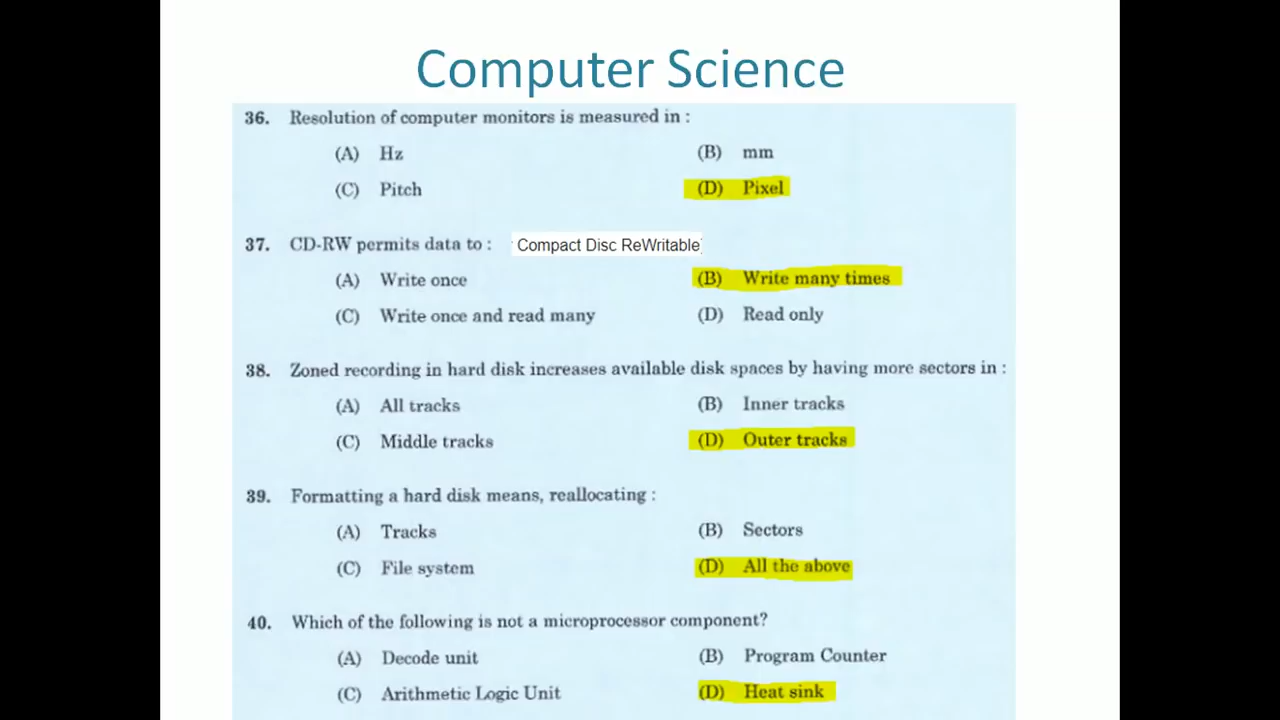 Computer Science
36. Resolution of computer monitors is measured in :
(A) Hz (B) mm
(C) Pitch (D) Pixel
37. CD-RW permits data to : Compact Disc ReWritable
(A) Write once (B) Write many times
(C) Write once and read many (D) Read only
38. Zoned recording in hard disk increases available disk spaces by having more sectors in :
(A) All tracks (B) Inner tracks
(C) Middle tracks (D) Outer tracks
39. Formatting a hard disk means, reallocating :
(A) Tracks (B) Sectors
(C) File system (D) All the above
40. Which of the following is not a microprocessor component?
(A) Decode unit (B) Program Counter
(C) Arithmetic Logic Unit (D) Heat sink